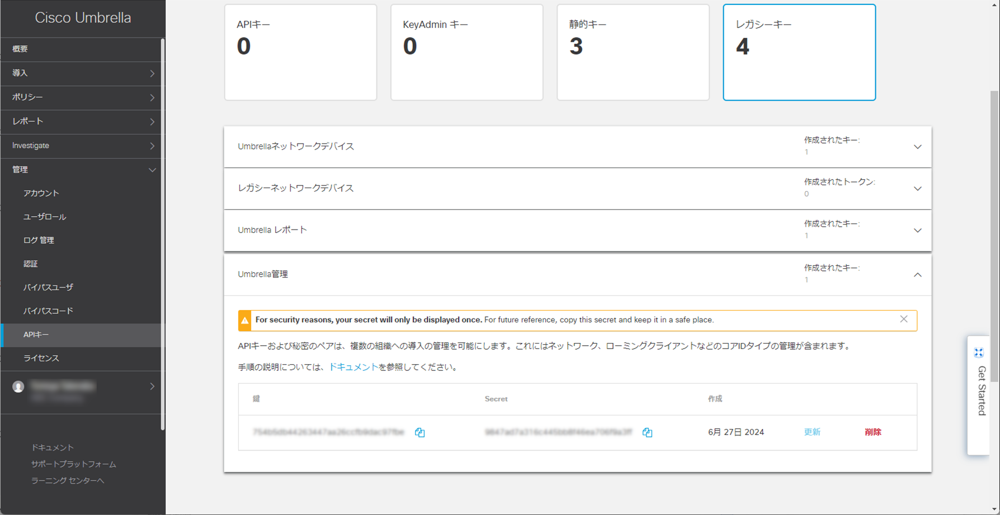 Cisco Umbrella
概要
導入
ポリシー
レポート
Investigate
管理
アカウント
ユーザロール
ログ 管理
認証
バイパスユーザ
バイパスコード
APIキー
ライセンス
ドキュメント
サポートプラットフォーム
ラーニング センターへ
APIキー
0
KeyAdmin キー
0
静的キー
3
レガシーキー
4
Umbrellaネットワークデバイス
作成されたキー:
1
レガシーネットワークデバイス
作成されたトークン:
0
Umbrella レポート
作成されたキー:
1
Umbrella管理
作成されたキー:
1
For security reasons, your secret will only be displayed once. For future reference, copy this secret and keep it in a safe place.
APIキーおよび秘密のペアは、複数の組織への導入の管理を可能にします。これにはネットワーク、ローミングクライアントなどのコアIDタイプの管理が含まれます。
手順の説明については、ドキュメントを参照してください。
鍵 Secret 作成
6月 27日 2024 更新 削除
Get Started